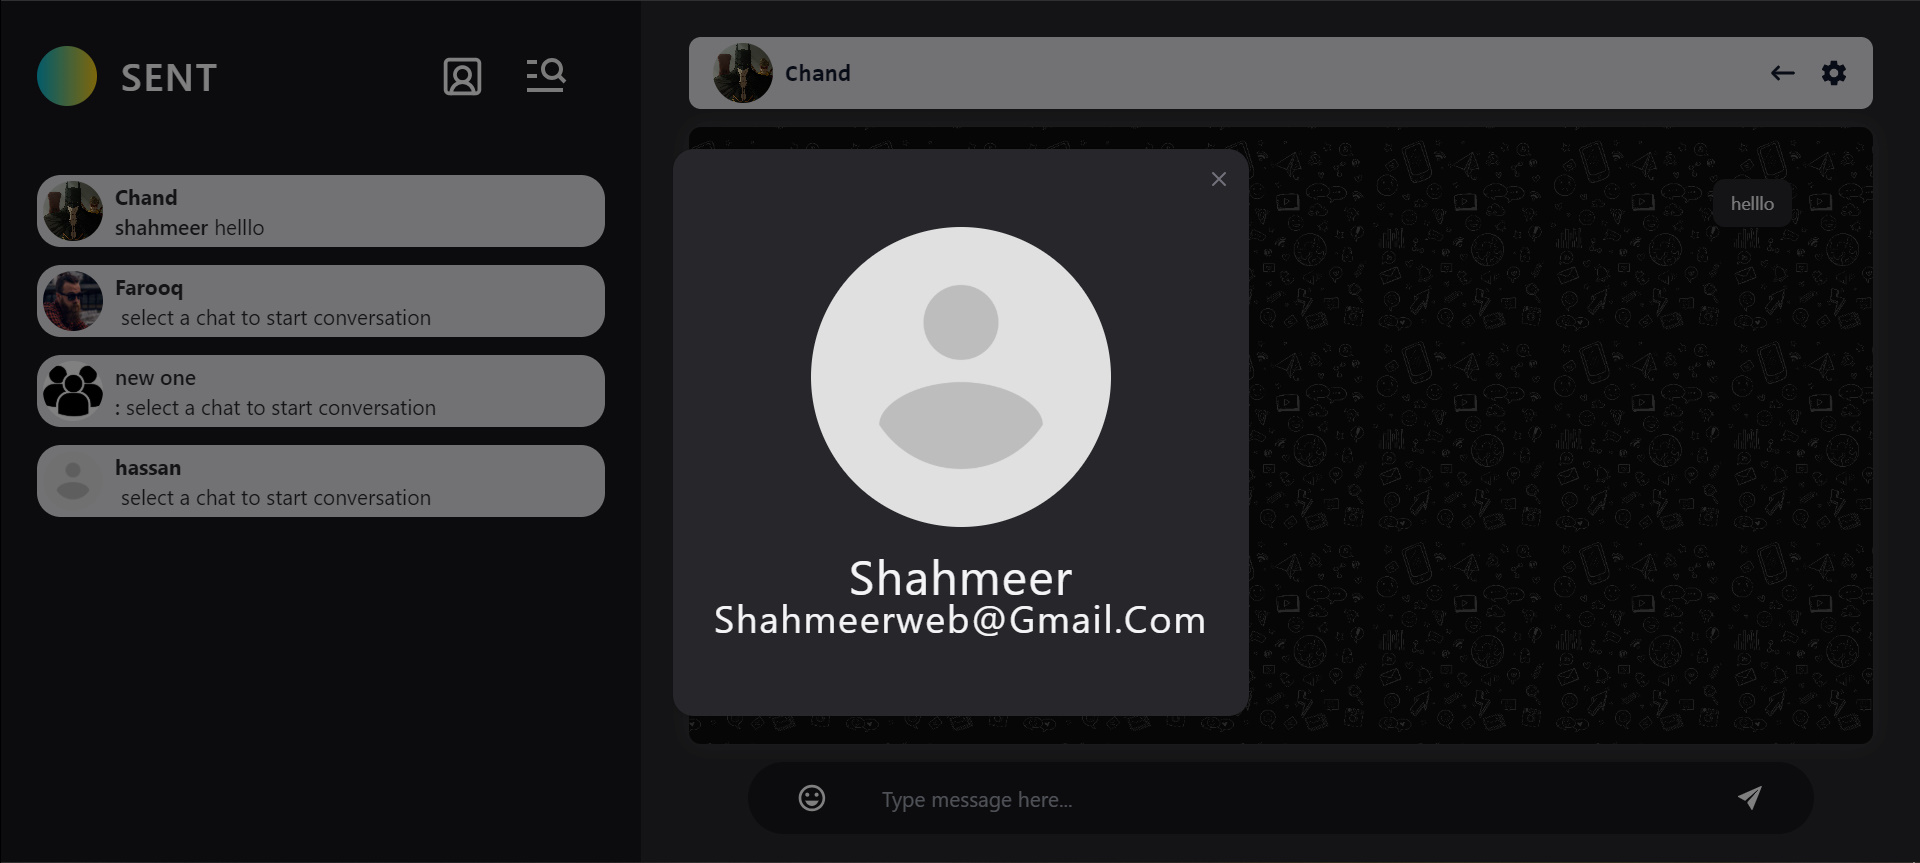 SENT
Chand
shahmeer helllo
Farooq
select a chat to start conversation
new one
: select a chat to start conversation
hassan
select a chat to start conversation
Chand
helllo
Shahmeer
Shahmeerweb@Gmail.Com
Type message here...